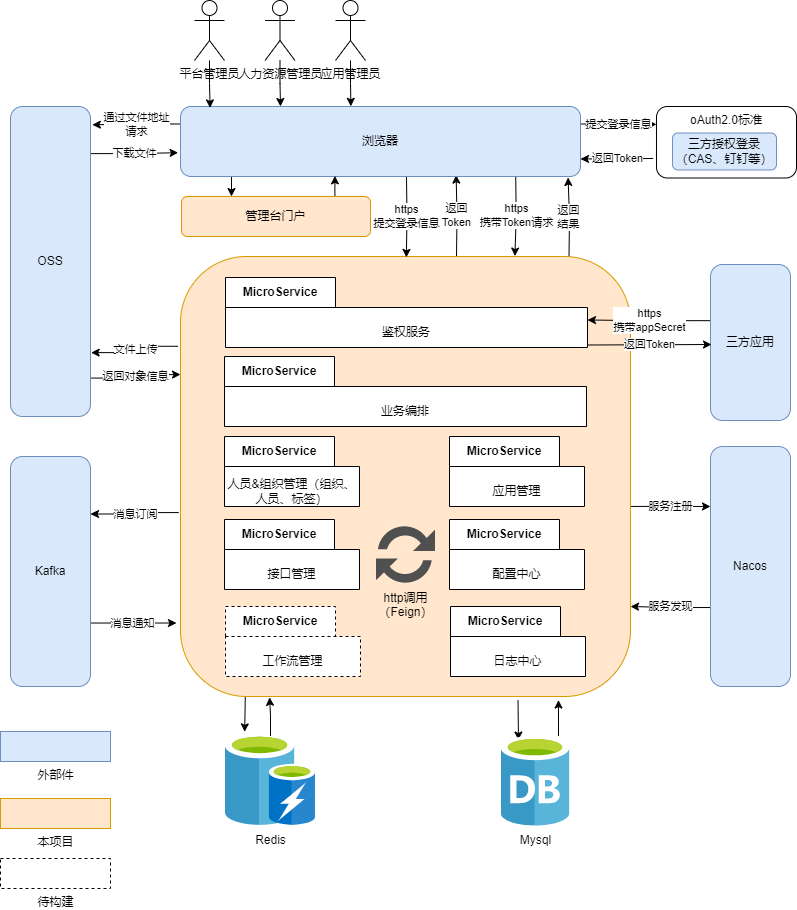 平台管理员
人力资源管理员
应用管理员
通过文件地址
请求
下载文件
浏览器
提交登录信息
返回Token
oAuth2.0标准
三方授权登录
（CAS、钉钉等）
管理台门户
https
提交登录信息
返回
Token
https
携带Token请求
返回
结果
OSS
文件上传
返回对象信息
MicroService
鉴权服务
https
携带appSecret
返回Token
三方应用
MicroService
业务编排
MicroService
人员&组织管理（组织、
人员、标签）
MicroService
应用管理
Kafka
消息订阅
消息通知
MicroService
接口管理
http调用
（Feign）
MicroService
配置中心
服务注册
服务发现
Nacos
MicroService
工作流管理
MicroService
日志中心
Redis
DB
Mysql
外部件
本项目
待构建